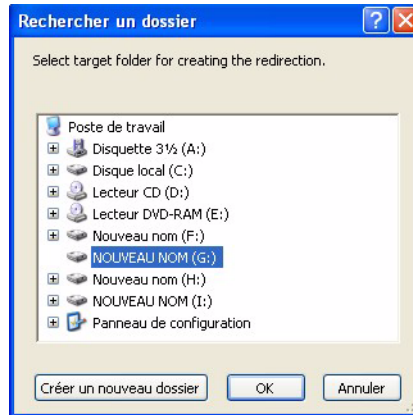 Rechercher un dossier
Select target folder for creating the redirection.
Poste de travail
Disquette 3½ (A:)
Disque local (C:)
Lecteur CD (D:)
Lecteur DVD-RAM (E:)
Nouveau nom (F:)
NOUVEAU NOM (G:)
Nouveau nom (H:)
NOUVEAU NOM (I:)
Panneau de configuration
Créer un nouveau dossier OK Annuler